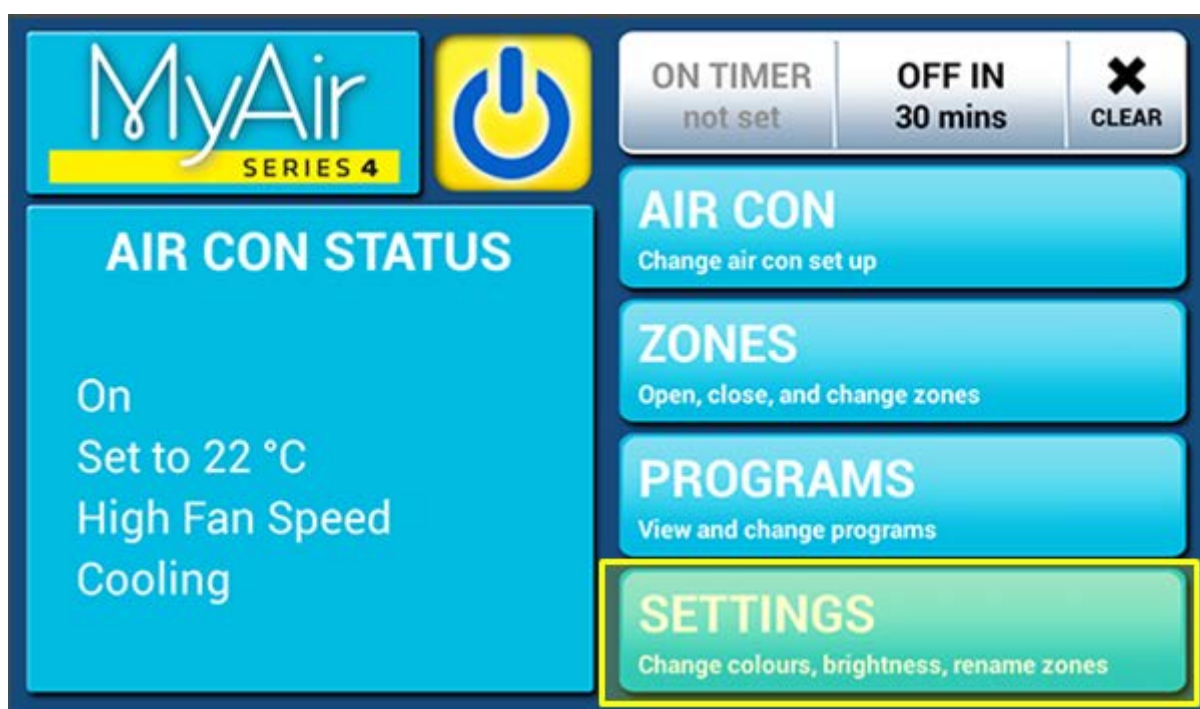 MyAir
SERIES 4
AIR CON STATUS
On
Set to 22 °C
High Fan Speed
Cooling
ON TIMER
not set
OFF IN
30 mins
CLEAR
AIR CON
Change air con set up
ZONES
Open, close, and change zones
PROGRAMS
View and change programs
SETTINGS
Change colours, brightness, rename zones